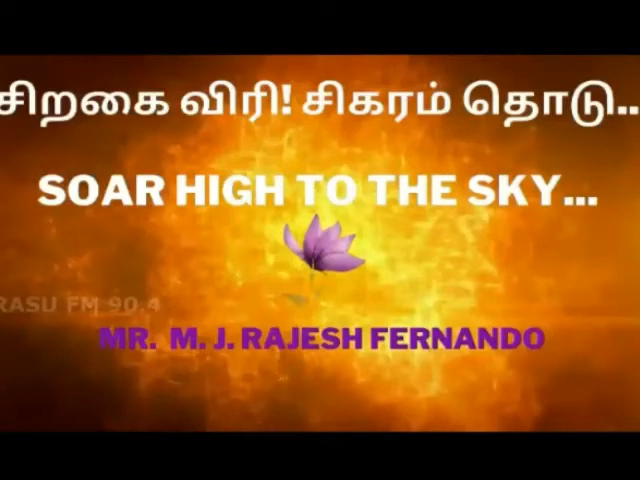 சிறகை விரி! சிகரம் தொடு..
SOAR HIGH TO THE SKY...
RASU FM 90.4
MR. M. J. RAJESH FERNANDO